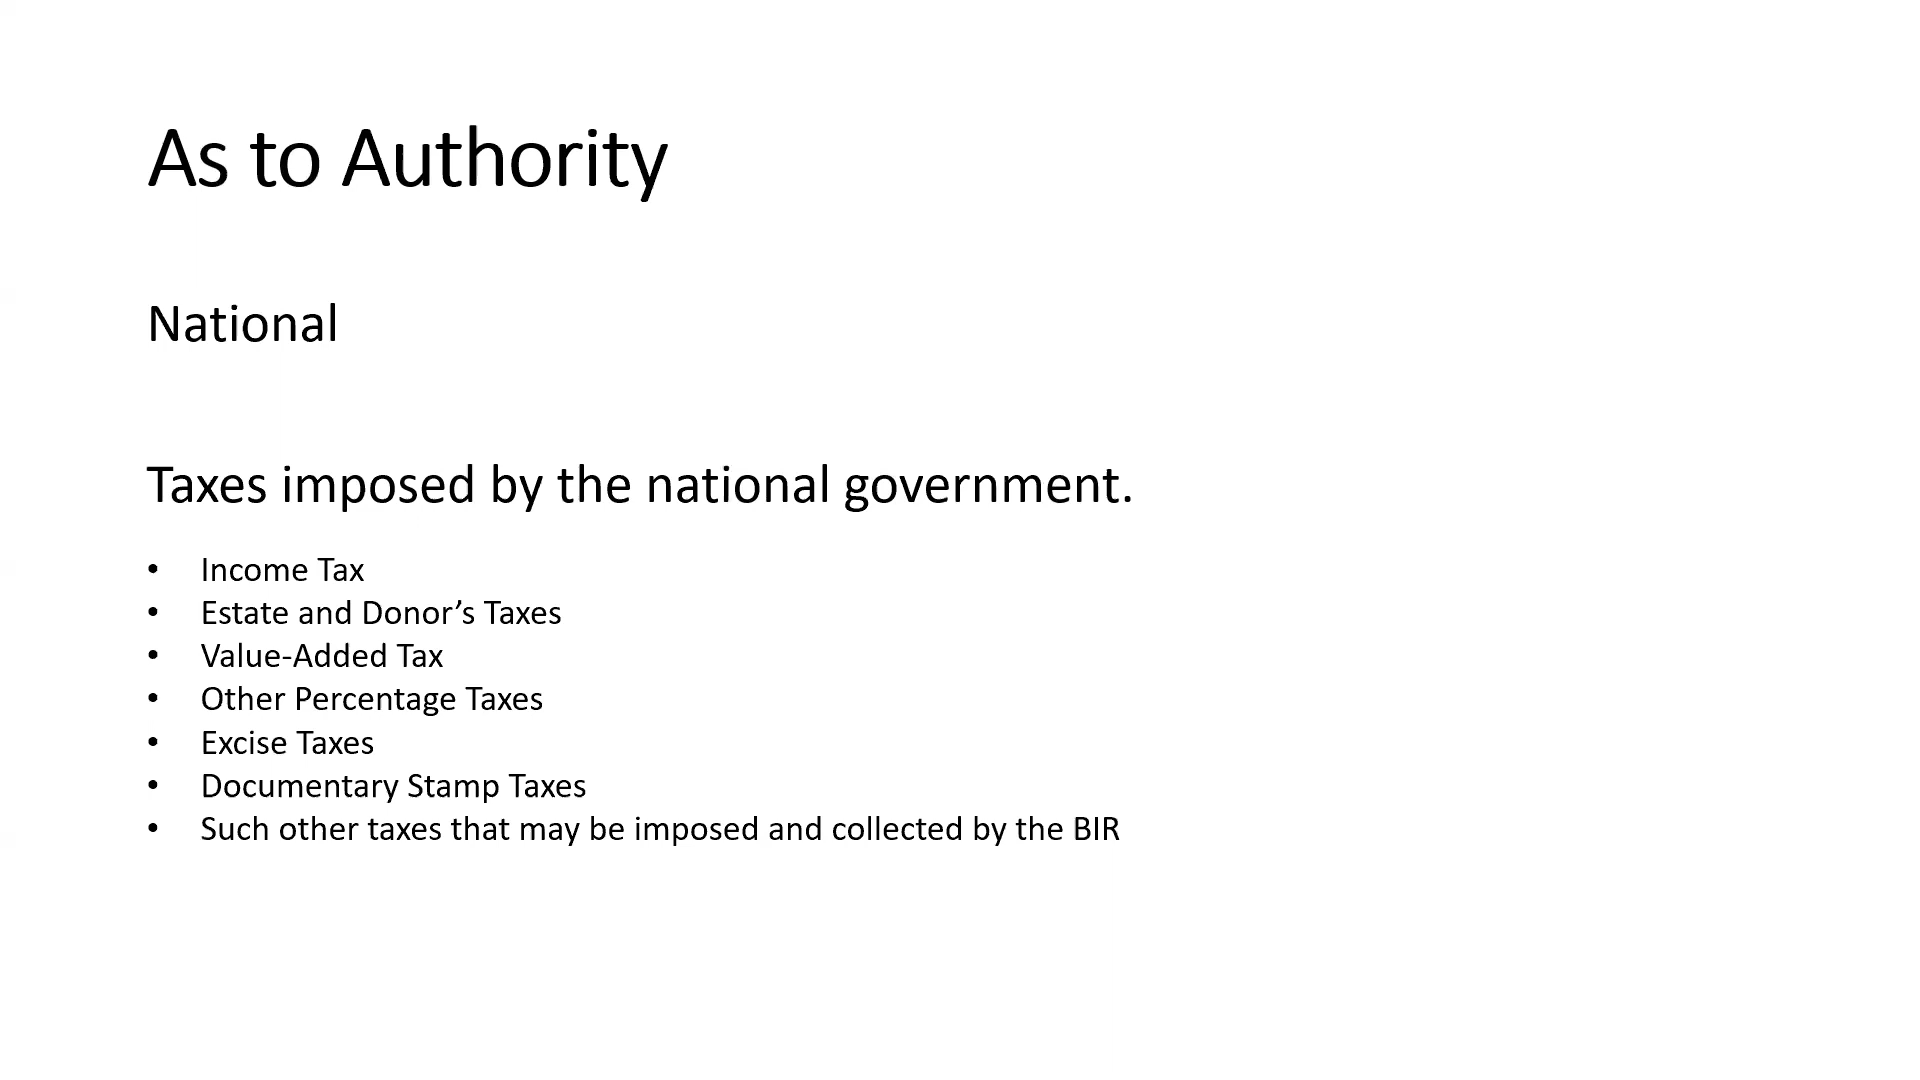 As to Authority
National
Taxes imposed by the national government.
• Income Tax
• Estate and Donor’s Taxes
• Value-Added Tax
• Other Percentage Taxes
• Excise Taxes
• Documentary Stamp Taxes
• Such other taxes that may be imposed and collected by the BIR